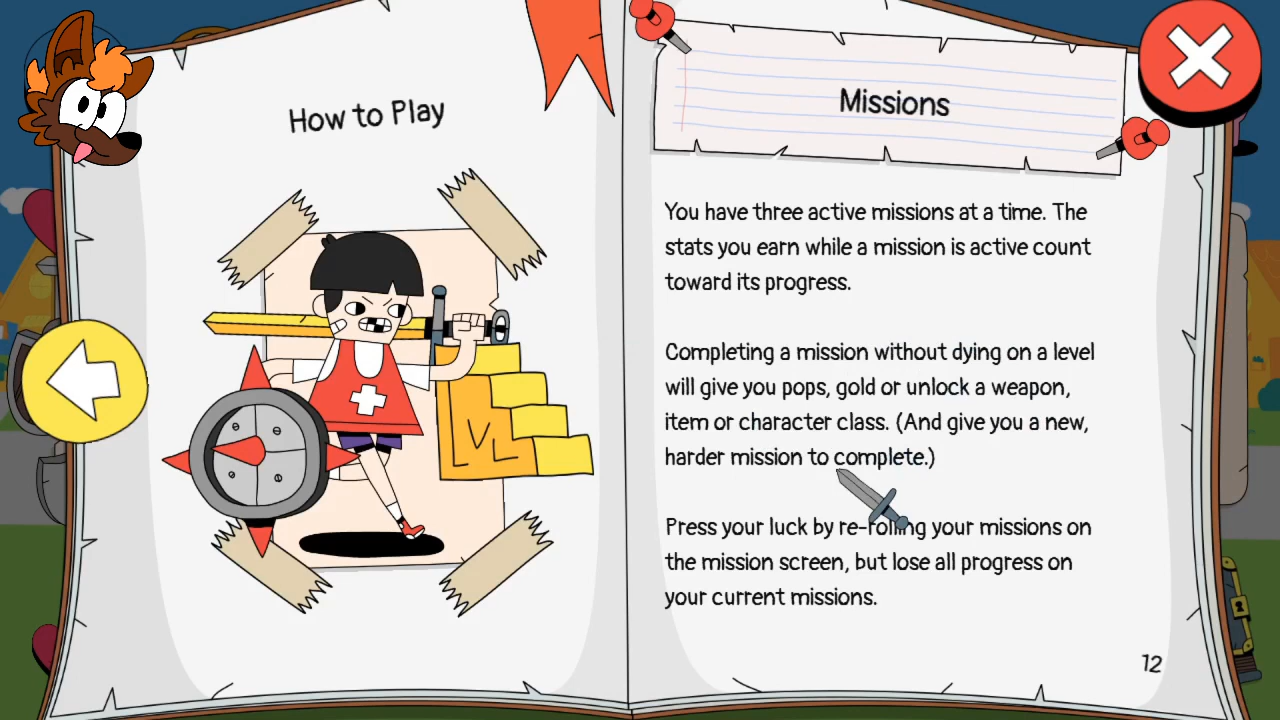 How to Play
Missions
You have three active missions at a time. The
stats you earn while a mission is active count
toward its progress.
Completing a mission without dying on a level
will give you pops, gold or unlock a weapon,
item or character class. (And give you a new,
harder mission to complete.)
Press your luck by re-rolling your missions on
the mission screen, but lose all progress on
your current missions.
12